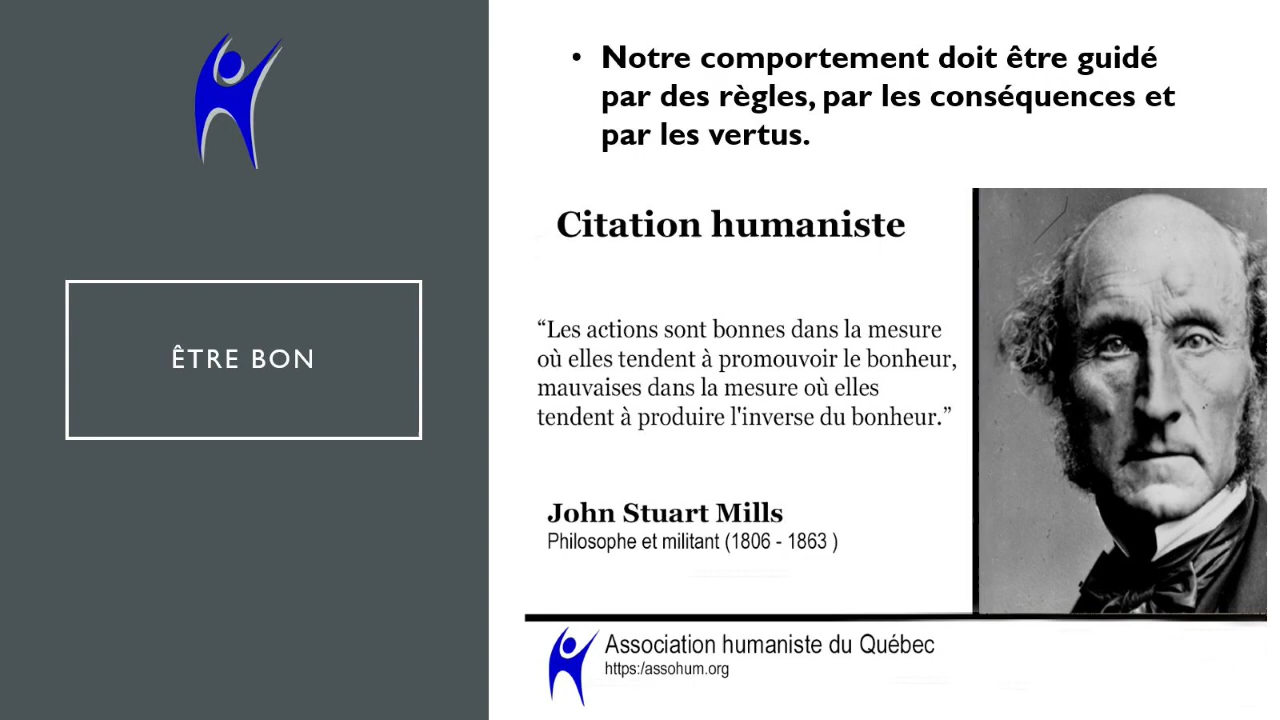 ÊTRE BON
• Notre comportement doit être guidé
par des règles, par les conséquences et
par les vertus.
Citation humaniste
“Les actions sont bonnes dans la mesure
où elles tendent à promouvoir le bonheur,
mauvaises dans la mesure où elles
tendent à produire l'inverse du bonheur.”
John Stuart Mills
Philosophe et militant (1806 - 1863 )
Association humaniste du Québec
https:/assohum.org